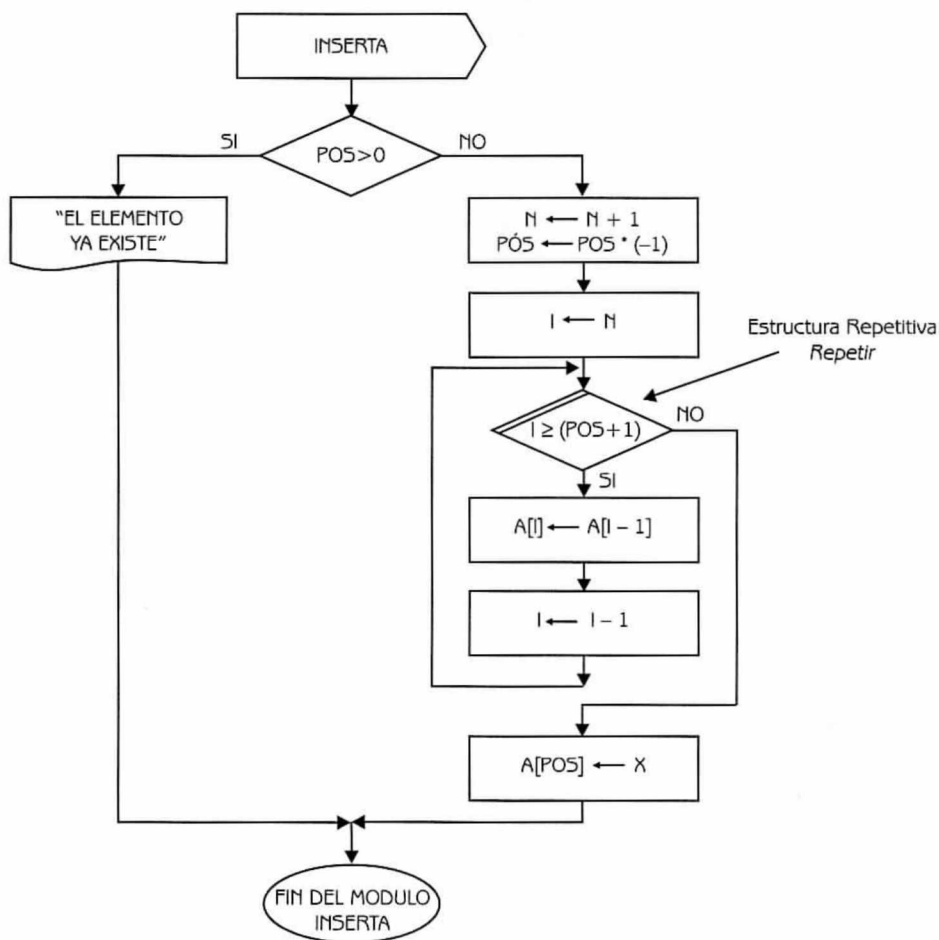 INSERTA
SI
POS>0
NO
"EL ELEMENTO
YA EXISTE"
N ← N + 1
PÓS ← POS * (–1)
I ← N
Estructura Repetitiva
Repetir
I ≥ (POS+1)
NO
SI
A[I] ← A[I – 1]
I ← I – 1
A[POS] ← X
FIN DEL MODULO
INSERTA